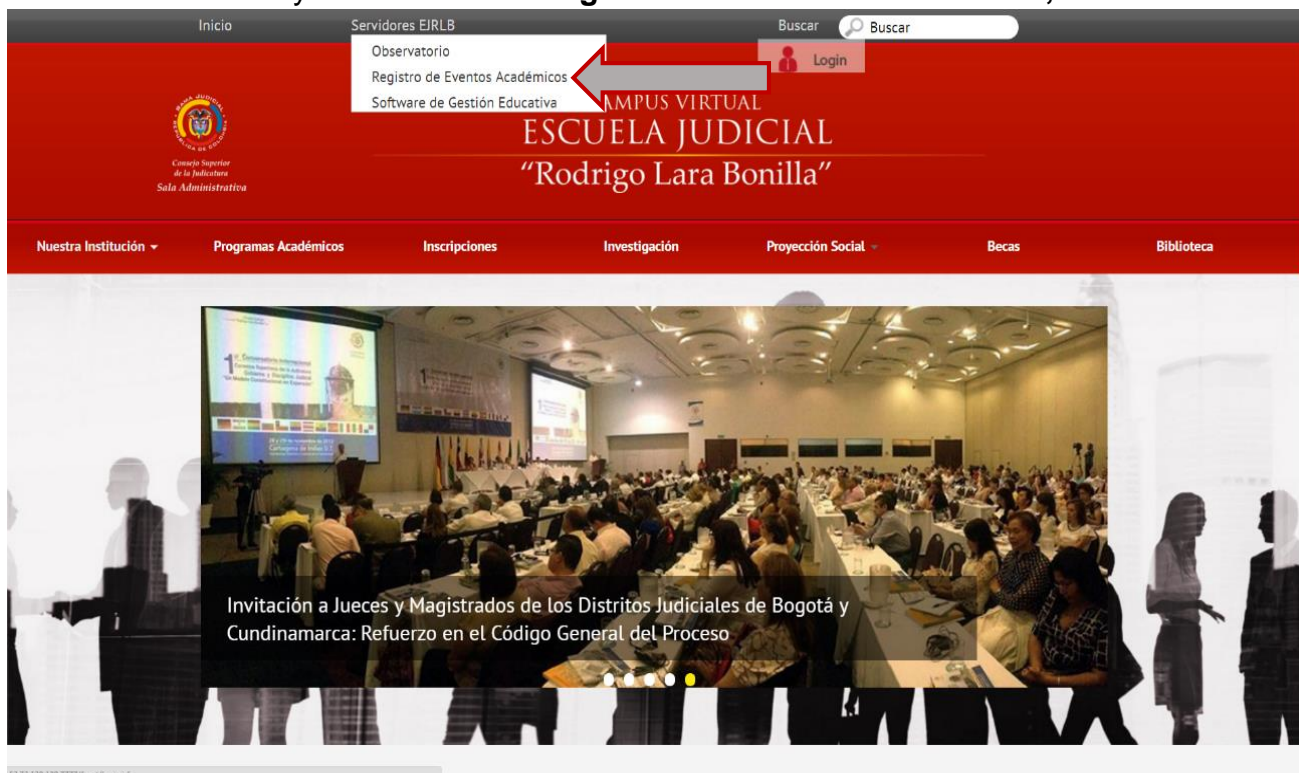 Inicio
Servidores EJRLB
Buscar
Buscar
Observatorio
Registro de Eventos Académicos
Software de Gestión Educativa
Login
Consejo Superior
de la Judicatura
Sala Administrativa
AMPUS VIRTUAL
ESCUELA JUDICIAL
“Rodrigo Lara Bonilla”
Nuestra Institución
Programas Académicos
Inscripciones
Investigación
Proyección Social
Becas
Biblioteca
Invitación a Jueces y Magistrados de los Distritos Judiciales de Bogotá y
Cundinamarca: Refuerzo en el Código General del Proceso